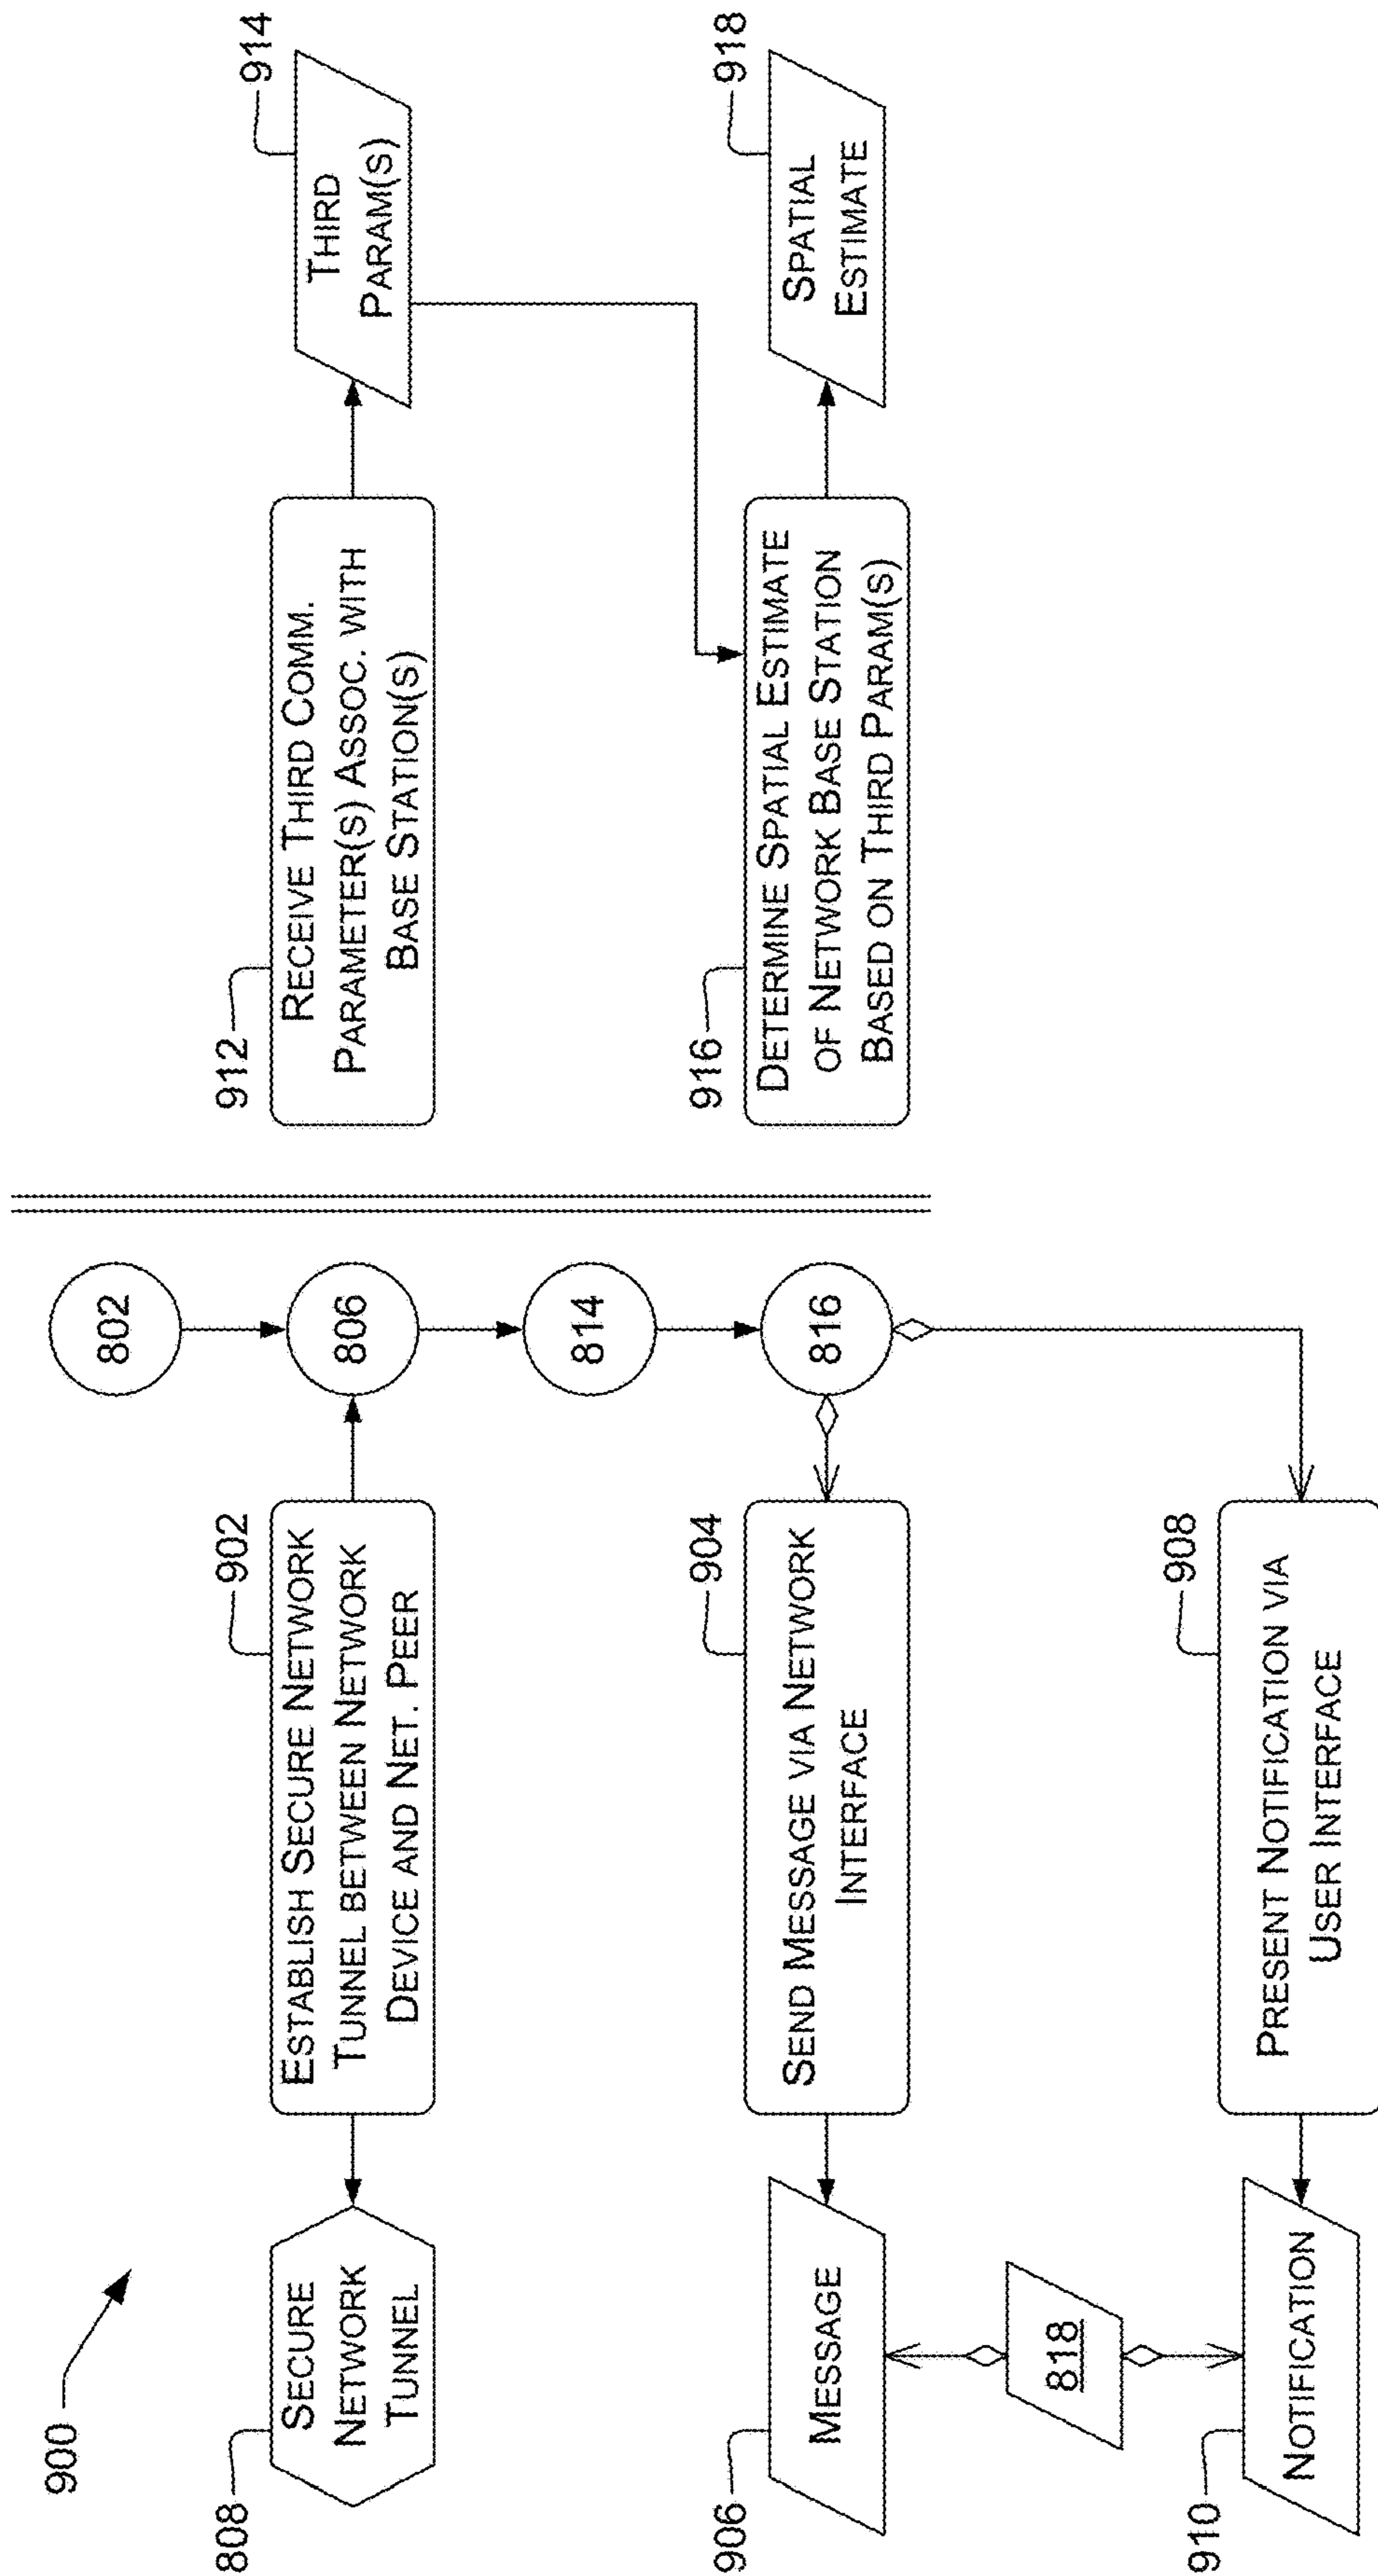 900
808
SECURE
NETWORK
TUNNEL
902
ESTABLISH SECURE NETWORK
TUNNEL BETWEEN NETWORK
DEVICE AND NET. PEER
802
806
814
816
906
MESSAGE
904
SEND MESSAGE VIA NETWORK
INTERFACE
818
910
NOTIFICATION
908
PRESENT NOTIFICATION VIA
USER INTERFACE
912
RECEIVE THIRD COMM.
PARAMETER(S) ASSOC. WITH
BASE STATION(S)
914
THIRD
PARAM(S)
916
DETERMINE SPATIAL ESTIMATE
OF NETWORK BASE STATION
BASED ON THIRD PARAM(S)
918
SPATIAL
ESTIMATE